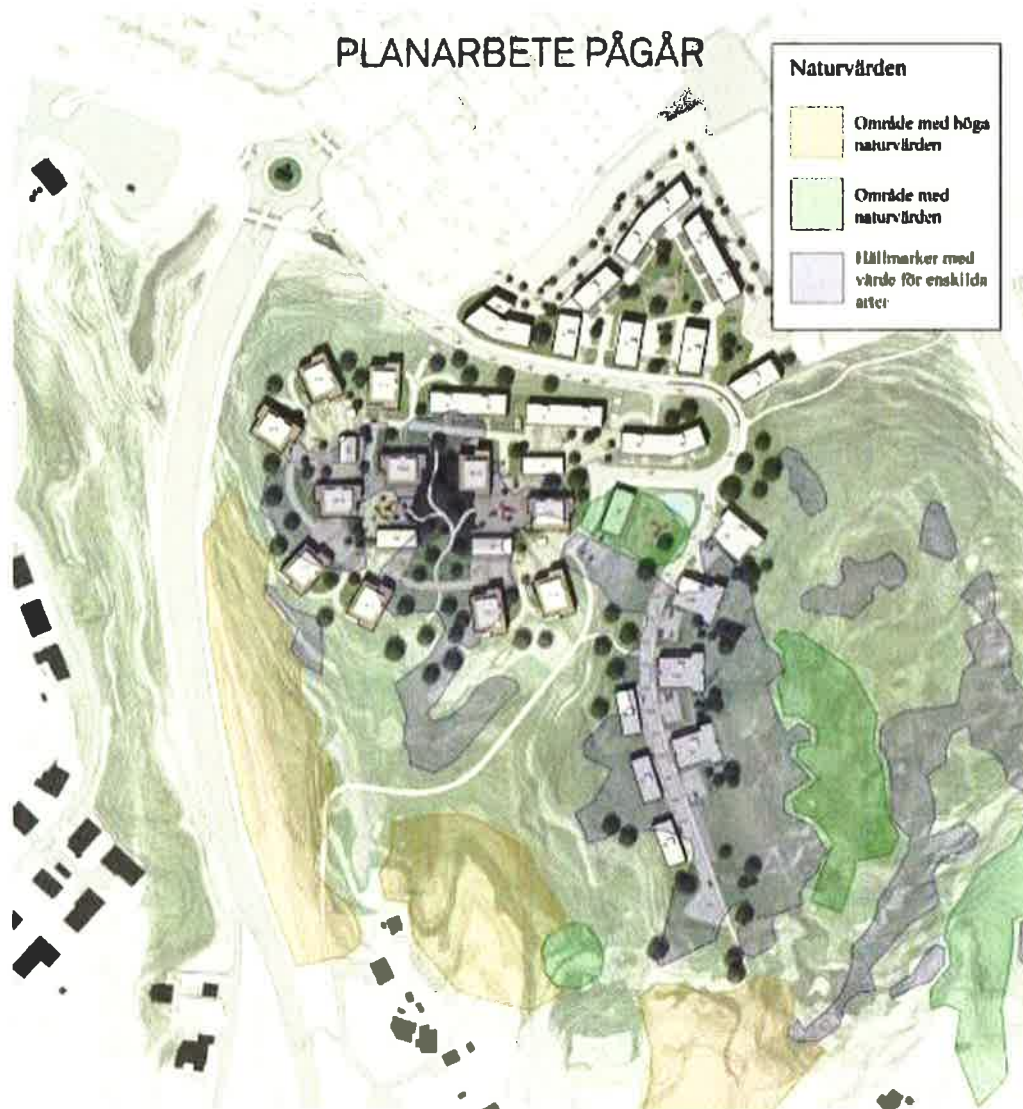 PLANARBETE PÅGÅR
Naturvärden
Område med höga
naturvärden
Område med
naturvärden
Hällmarker med
värde för enskilda
arter